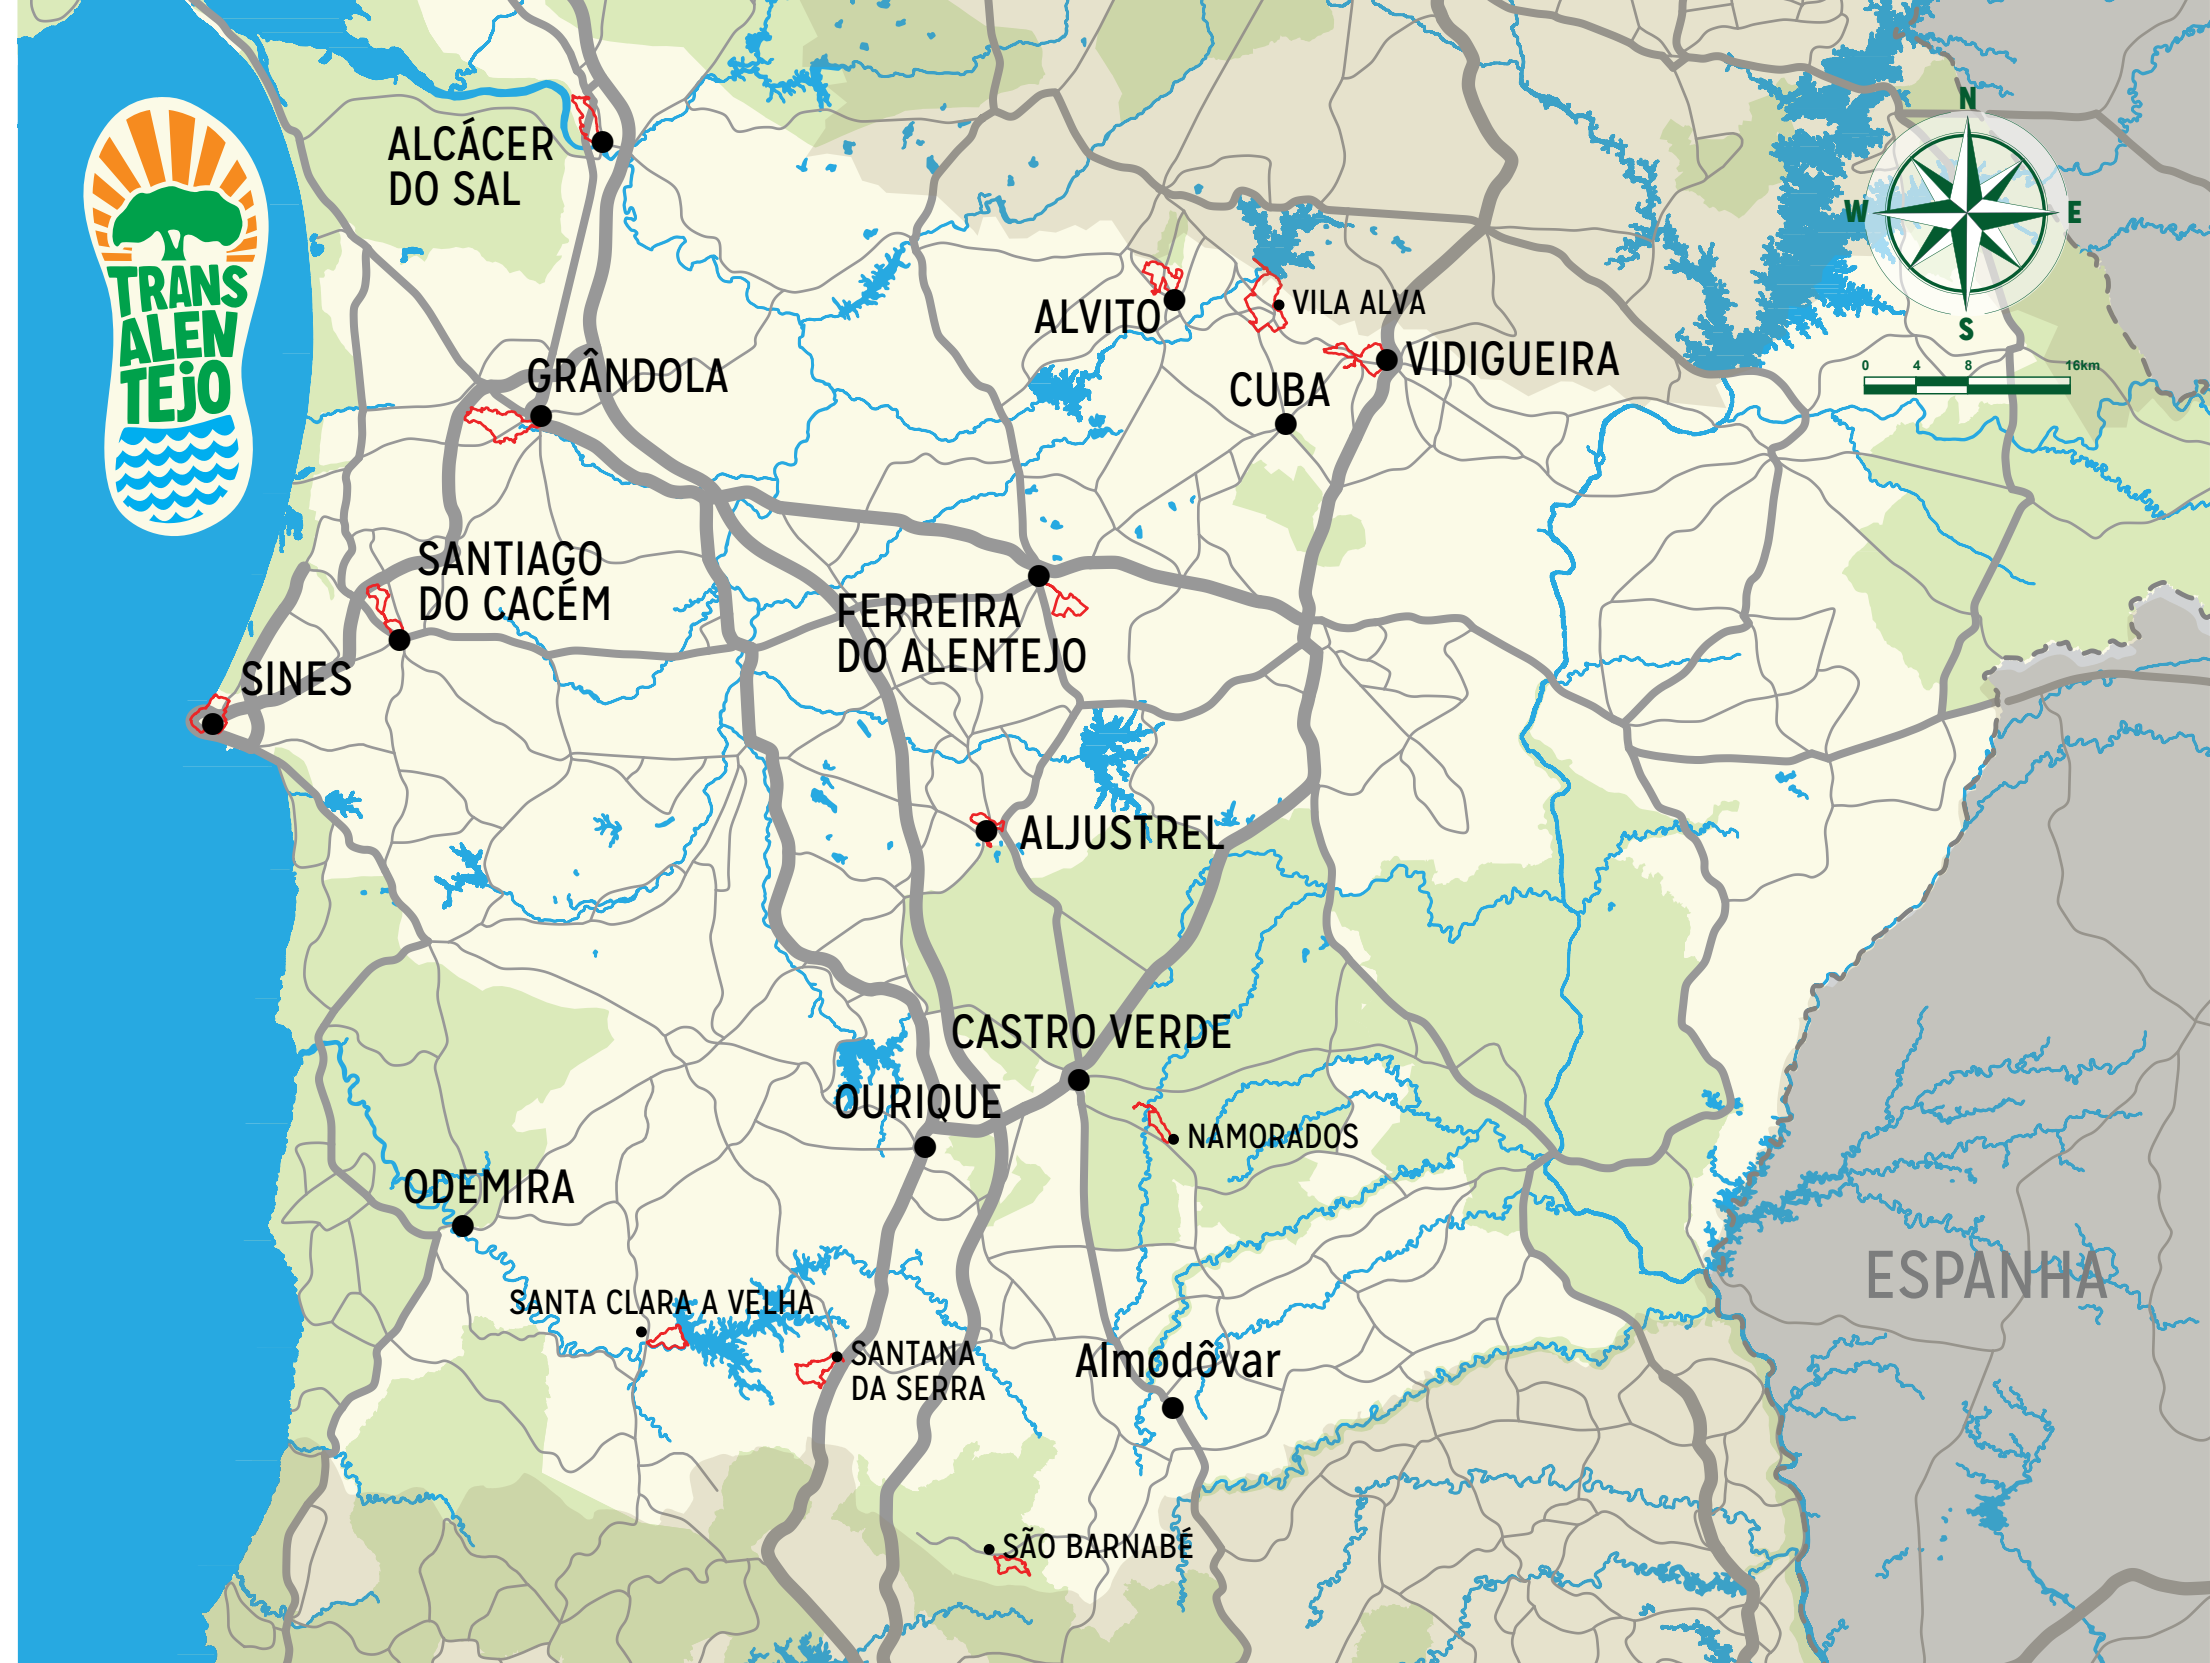 TRANS
ALEN
TEjO
N
W
E
S
0 4 8 16km
ALCÁCER
DO SAL
ALVITO
VILA ALVA
VIDIGUEIRA
CUBA
GRÂNDOLA
SANTIAGO
DO CACÉM
FERREIRA
DO ALENTEJO
SINES
ALJUSTREL
CASTRO VERDE
OURIQUE
NAMORADOS
ODEMIRA
ESPANHA
SANTA CLARA A VELHA
SANTANA
DA SERRA
Almodôvar
SÃO BARNABÉ